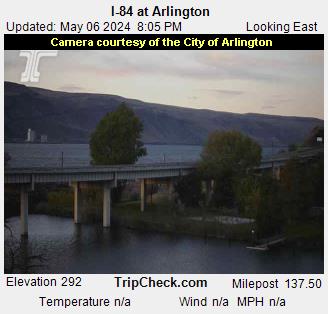 I-84 at Arlington
Updated: May 06 2024 8:05 PM Looking East
Camera courtesy of the City of Arlington
Elevation 292 TripCheck.com Milepost 137.50
Temperature n/a Wind n/a MPH n/a